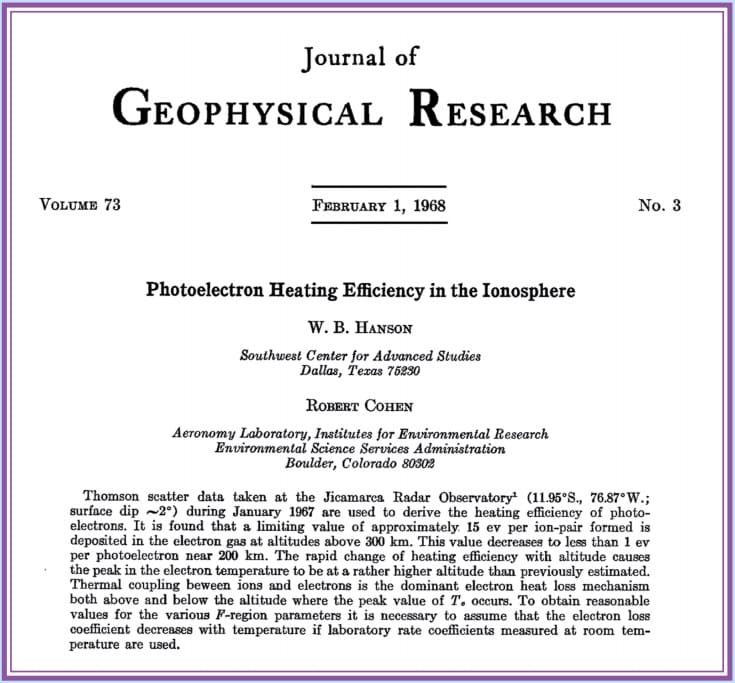 Journal of
GEOPHYSICAL RESEARCH
VOLUME 73 FEBRUARY 1, 1968 No. 3
Photoelectron Heating Efficiency in the Ionosphere
W. B. HANSON
Southwest Center for Advanced Studies
Dallas, Texas 75230
ROBERT COHEN
Aeronomy Laboratory, Institutes for Environmental Research
Environmental Science Services Administration
Boulder, Colorado 80302
Thomson scatter data taken at the Jicamarca Radar Observatory¹ (11.95°S., 76.87°W.;
surface dip ~2°) during January 1967 are used to derive the heating efficiency of photo-
electrons. It is found that a limiting value of approximately 15 ev per ion-pair formed is
deposited in the electron gas at altitudes above 300 km. This value decreases to less than 1 ev
per photoelectron near 200 km. The rapid change of heating efficiency with altitude causes
the peak in the electron temperature to be at a rather higher altitude than previously estimated.
Thermal coupling beween ions and electrons is the dominant electron heat loss mechanism
both above and below the altitude where the peak value of Tₑ occurs. To obtain reasonable
values for the various F-region parameters it is necessary to assume that the electron loss
coefficient decreases with temperature if laboratory rate coefficients measured at room tem-
perature are used.